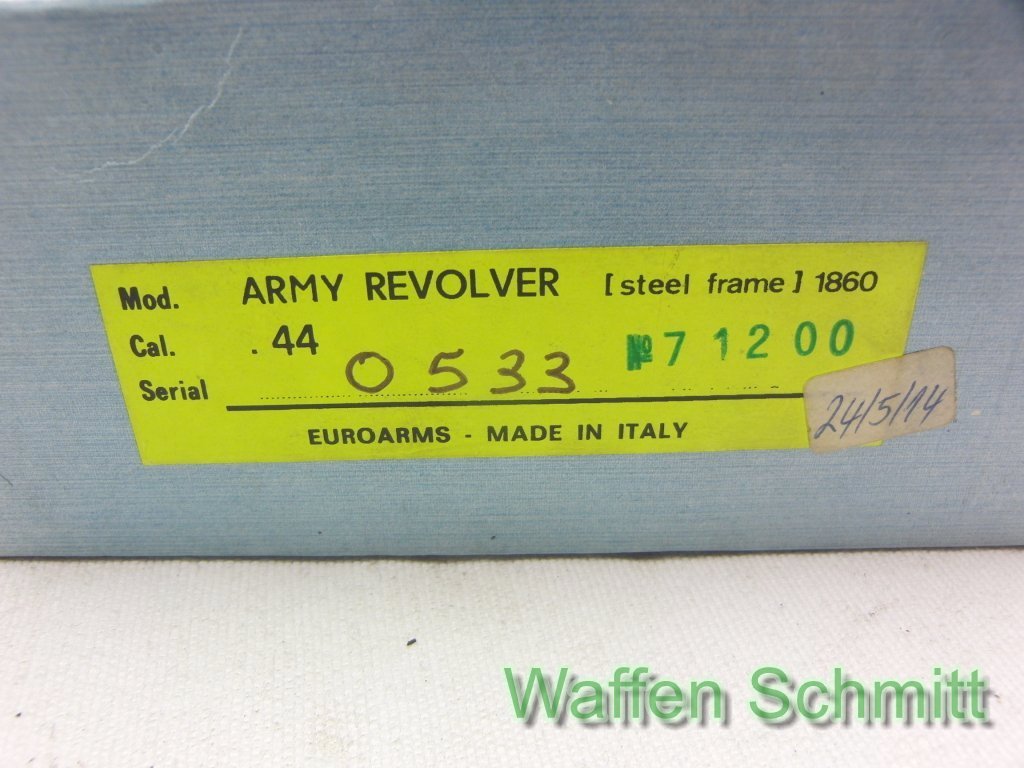 Mod. ARMY REVOLVER [steel frame] 1860
Cal. . 44 № 71200
Serial 0533
24/5/14
EUROARMS - MADE IN ITALY
Waffen Schmitt